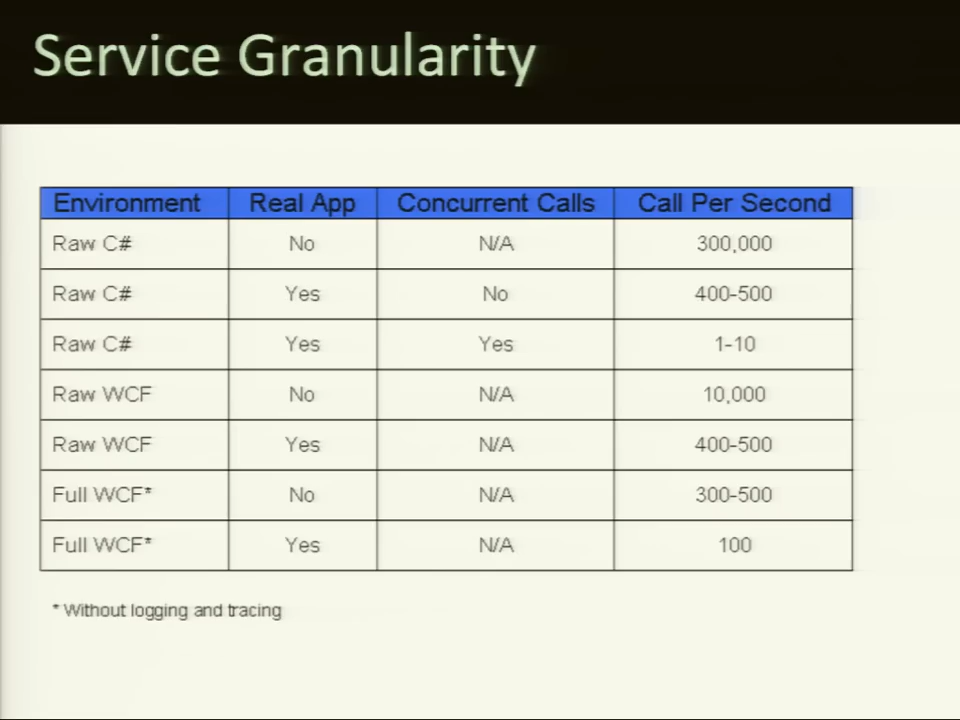 Service Granularity
Environment Real App Concurrent Calls Call Per Second
Raw C# No N/A 300,000
Raw C# Yes No 400-500
Raw C# Yes Yes 1-10
Raw WCF No N/A 10,000
Raw WCF Yes N/A 400-500
Full WCF* No N/A 300-500
Full WCF* Yes N/A 100
* Without logging and tracing